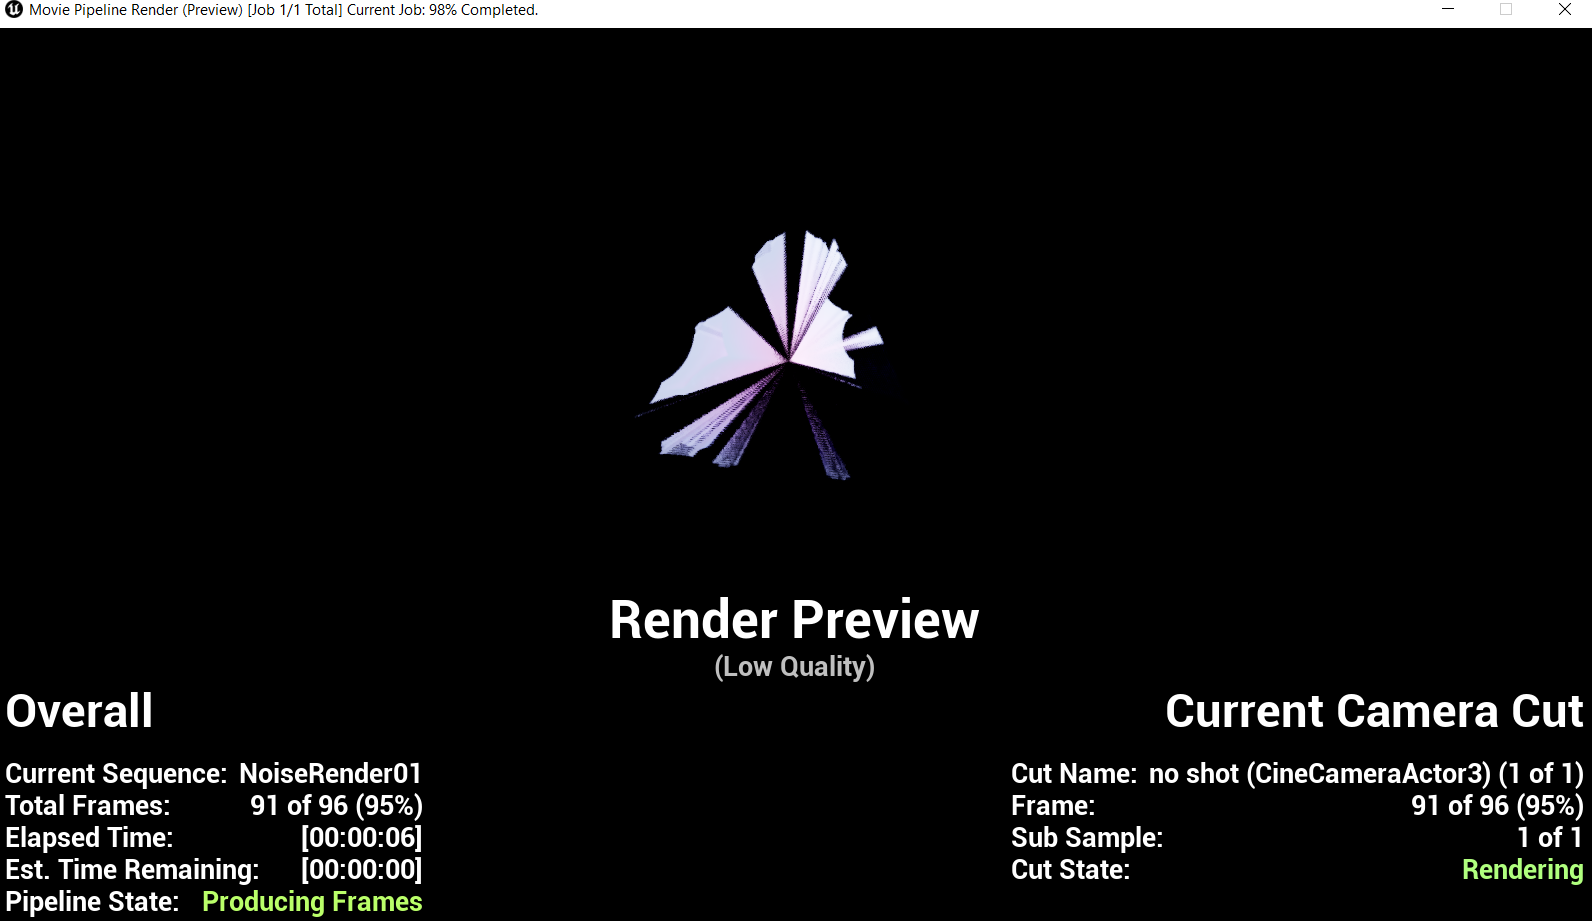 Movie Pipeline Render (Preview) [Job 1/1 Total] Current Job: 98% Completed.
Render Preview
(Low Quality)
Overall
Current Sequence: NoiseRender01
Total Frames: 91 of 96 (95%)
Elapsed Time: [00:00:06]
Est. Time Remaining: [00:00:00]
Pipeline State: Producing Frames
Current Camera Cut
Cut Name: no shot (CineCameraActor3) (1 of 1)
Frame: 91 of 96 (95%)
Sub Sample: 1 of 1
Cut State: Rendering